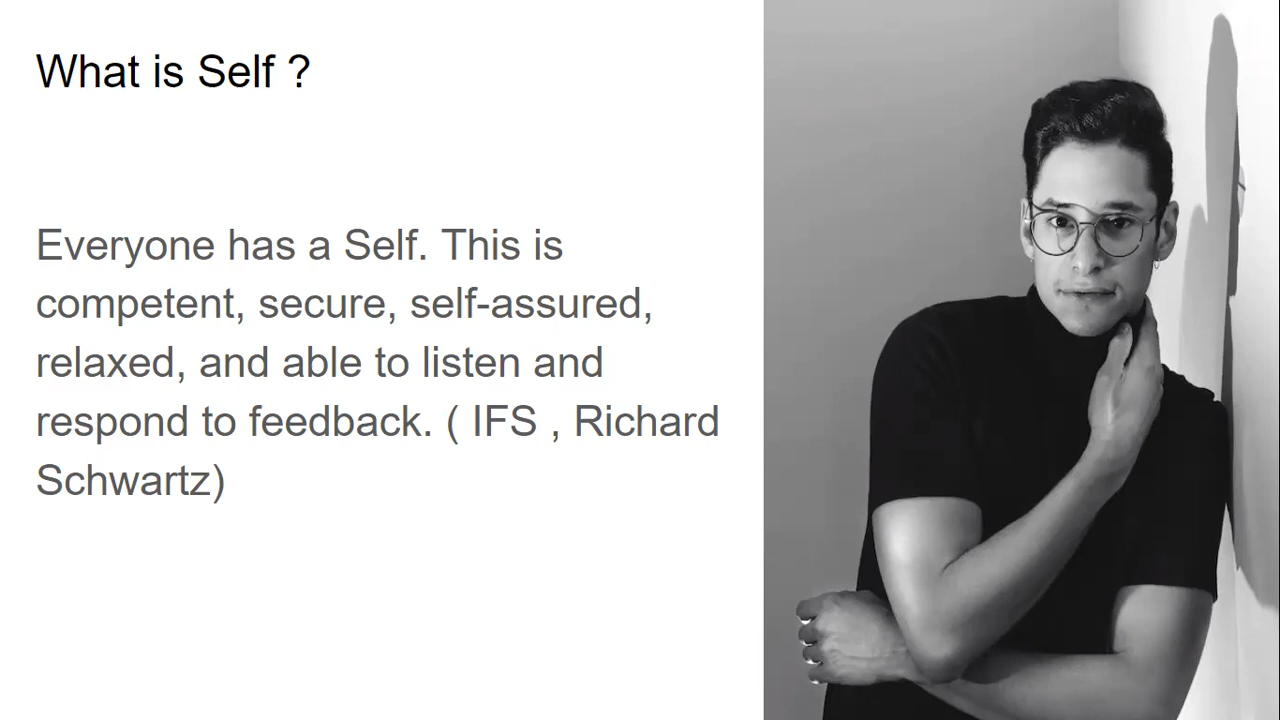 What is Self ?
Everyone has a Self. This is
competent, secure, self-assured,
relaxed, and able to listen and
respond to feedback. ( IFS , Richard
Schwartz)